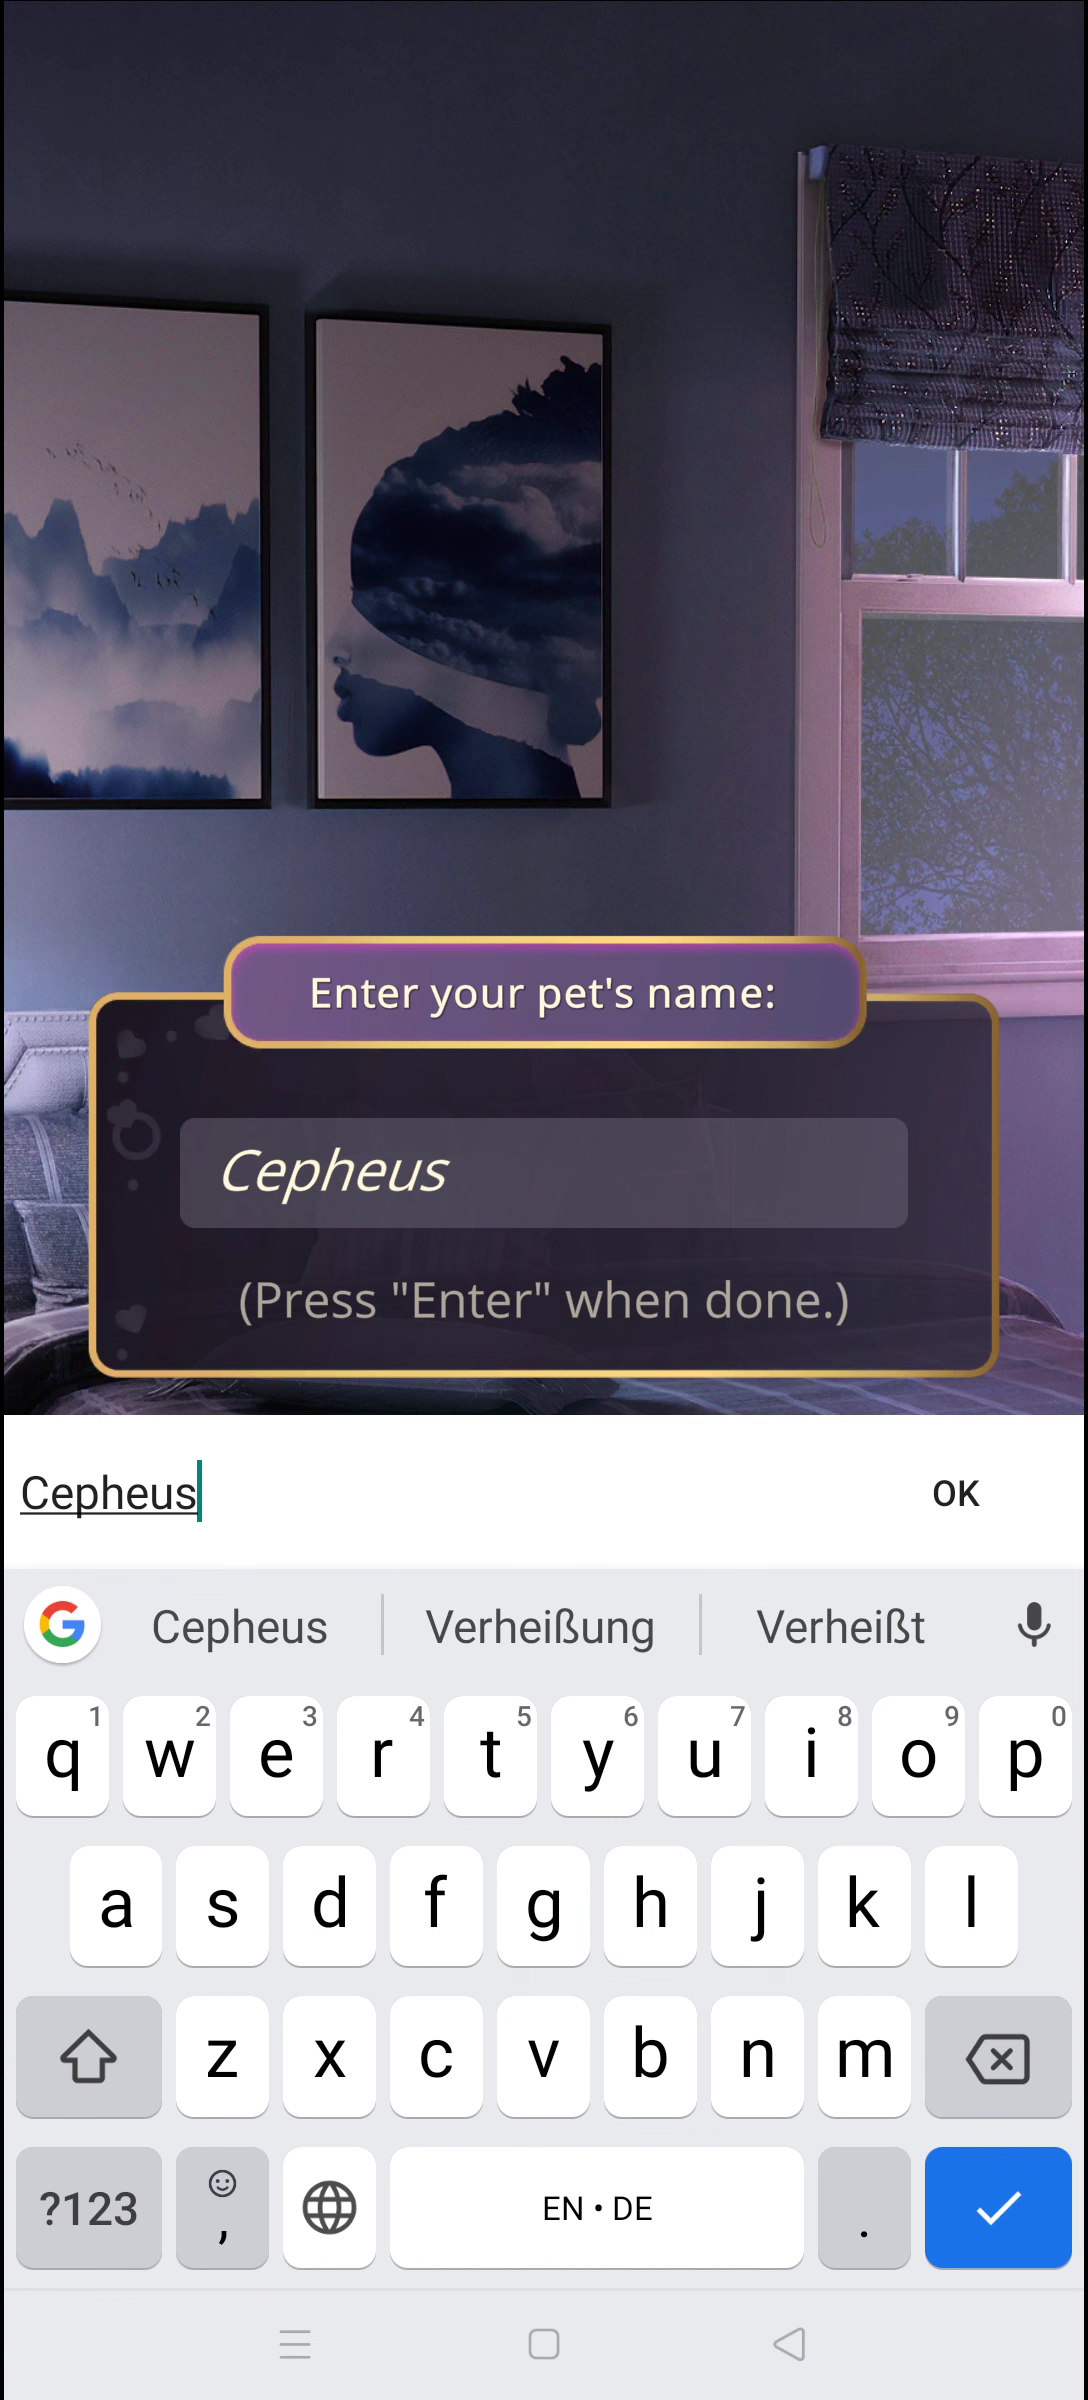 Enter your pet's name:
Cepheus
(Press "Enter" when done.)
Cepheus OK
Cepheus Verheißung Verheißt
1 2 3 4 5 6 7 8 9 0
q w e r t y u i o p
a s d f g h j k l
z x c v b n m
?123 , EN • DE .